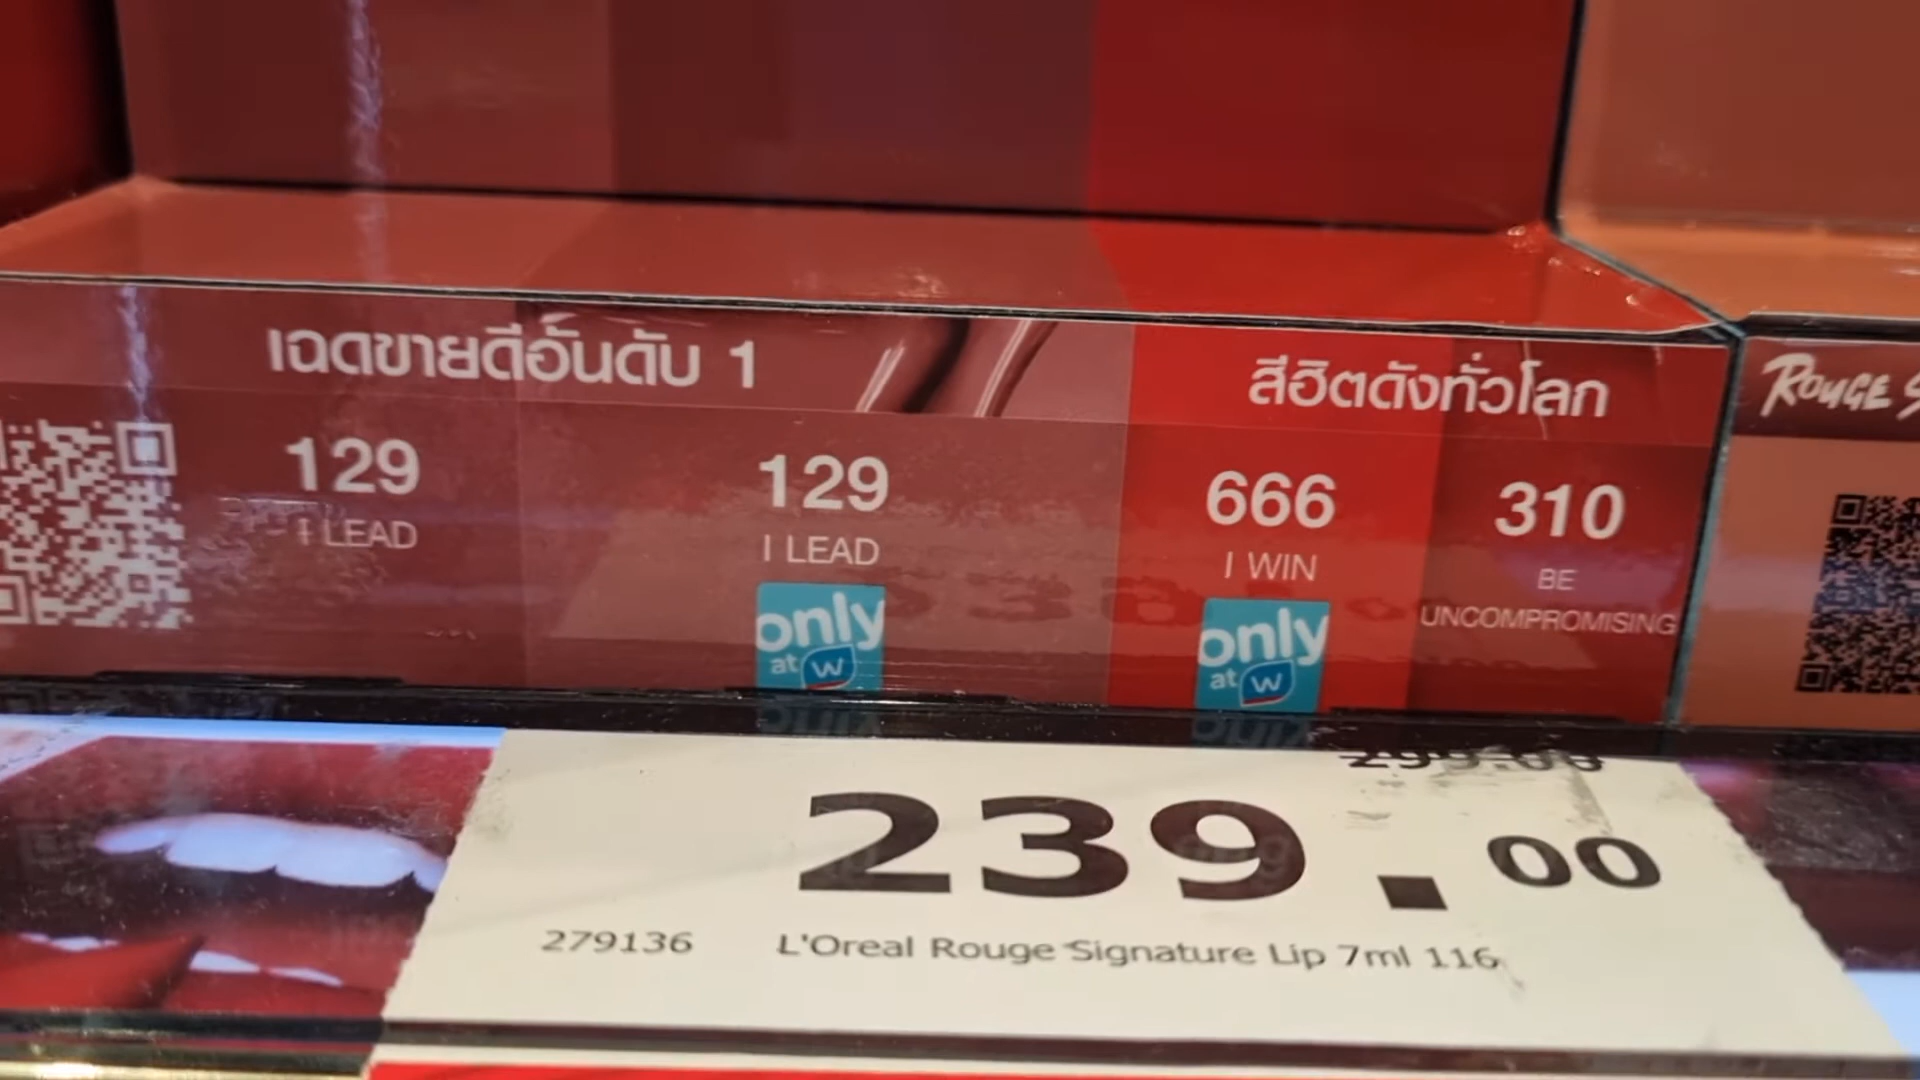 เฉดขายดีอันดับ 1
129
I LEAD
129
I LEAD
only
at W
สีฮิตดังทั่วโลก
666
I WIN
only
at W
310
BE
UNCOMPROMISING
ROUGE
299.00
239.00
279136 L'Oreal Rouge Signature Lip 7ml 116